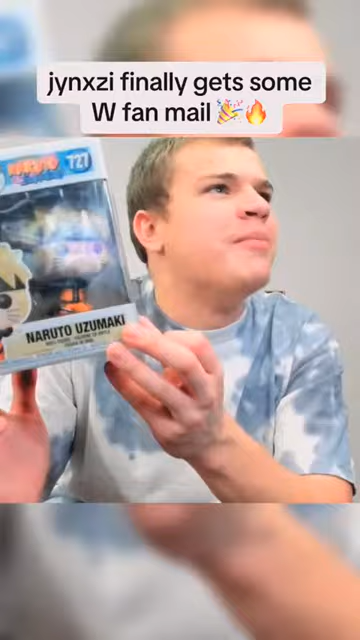 jynxzi finally gets some
W fan mail 🎉🔥
NARUTO 727
NARUTO UZUMAKI